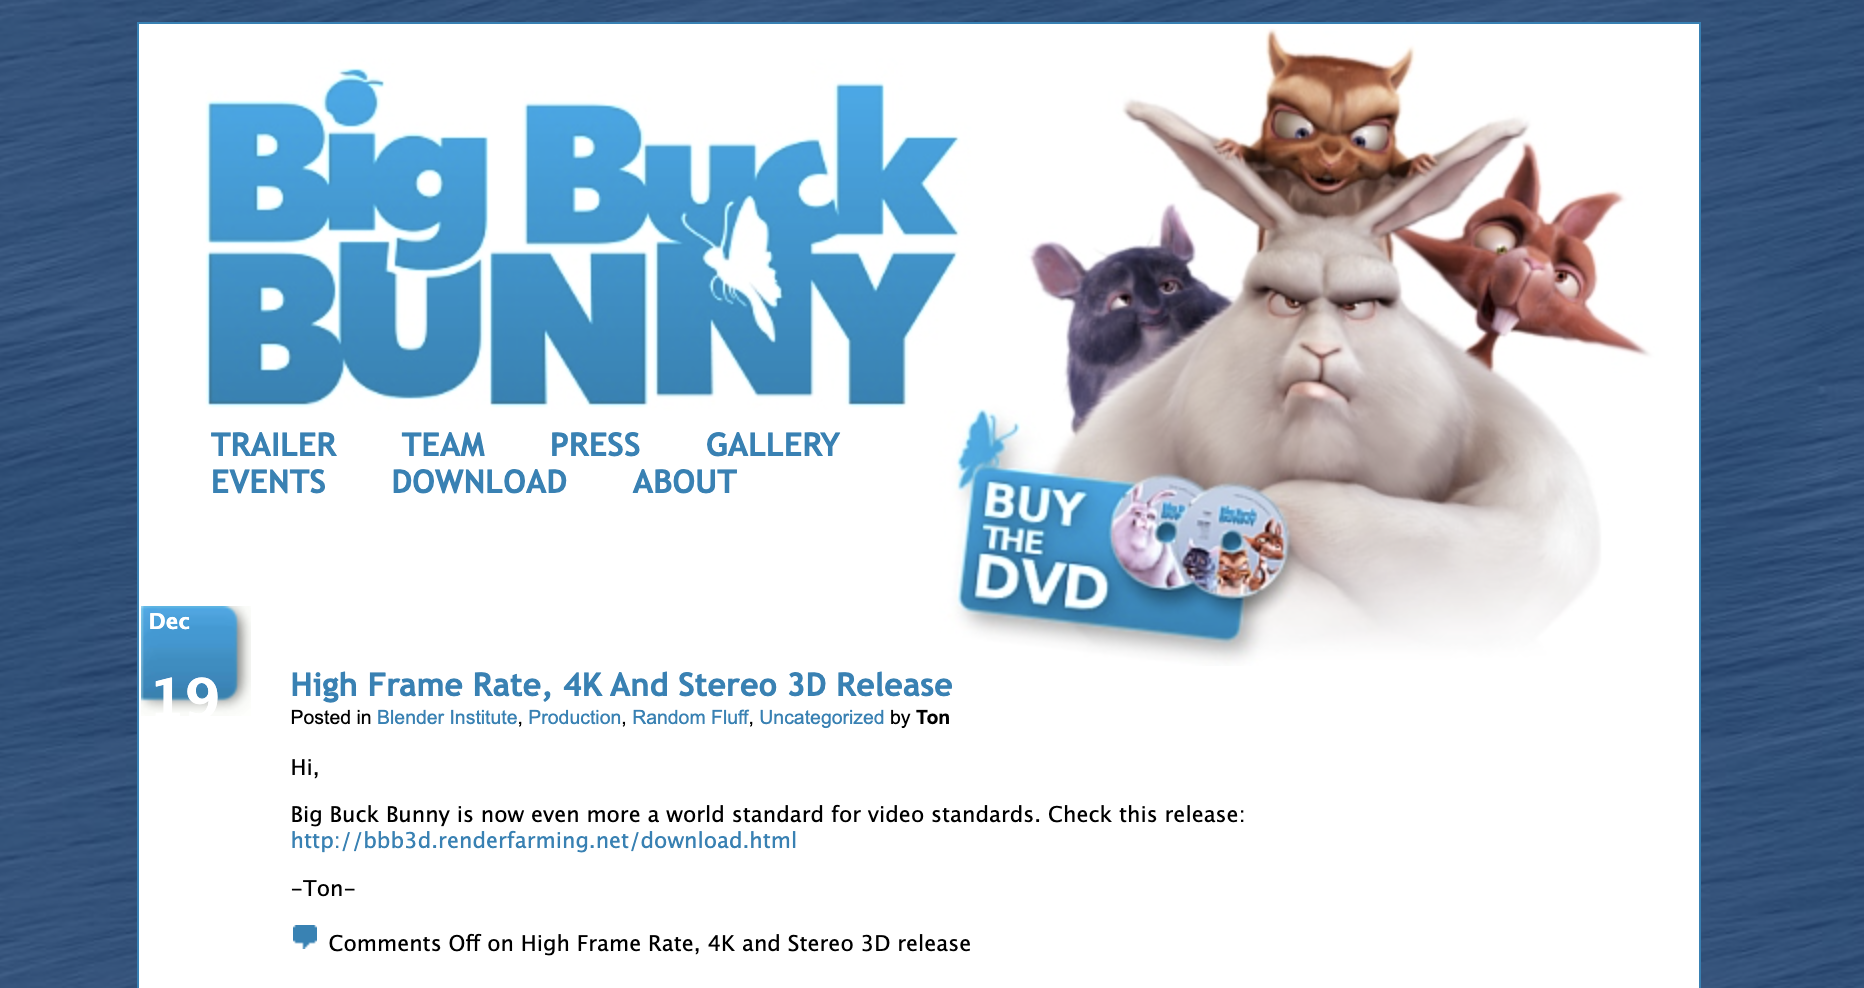 Big Buck
BUNNY
TRAILER TEAM PRESS GALLERY
EVENTS DOWNLOAD ABOUT
BUY
THE
DVD
Dec
19
High Frame Rate, 4K And Stereo 3D Release
Posted in Blender Institute, Production, Random Fluff, Uncategorized by Ton
Hi,
Big Buck Bunny is now even more a world standard for video standards. Check this release:
http://bbb3d.renderfarming.net/download.html
–Ton–
Comments Off on High Frame Rate, 4K and Stereo 3D release